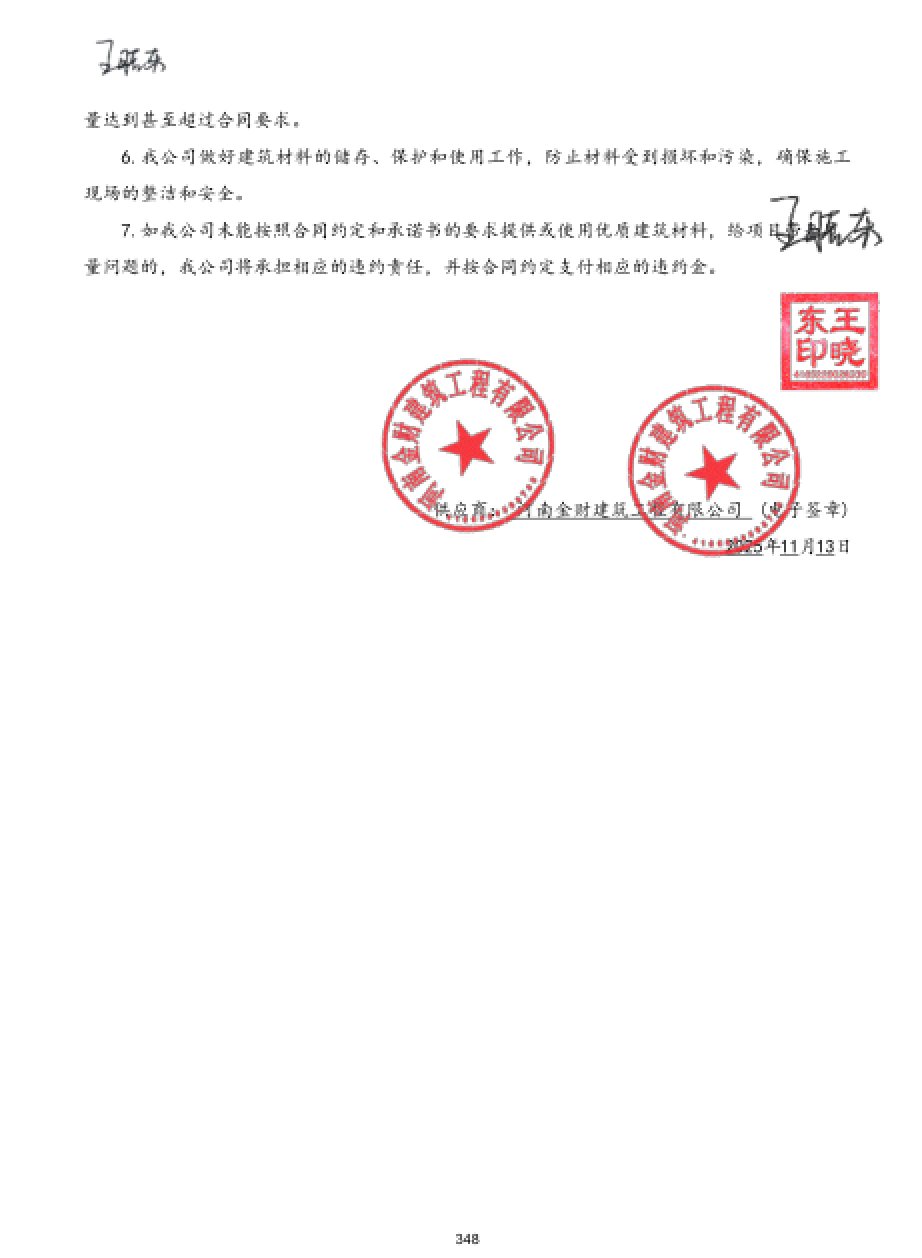 王晓东
量达到甚至超过合同要求。
6. 我公司做好建筑材料的储存、保护和使用工作，防止材料受到损坏和污染，确保施工
现场的整洁和安全。
7. 如我公司未能按照合同约定和承诺书的要求提供或使用优质建筑材料，给项目
王晓东
量问题的，我公司将承担相应的违约责任，并按合同约定支付相应的违约金。
东王
印晓
河南金财建筑工程有限公司
河南金财建筑工程有限公司
供应商：河南金财建筑工程有限公司（电子签章）
2025年11月13日
348